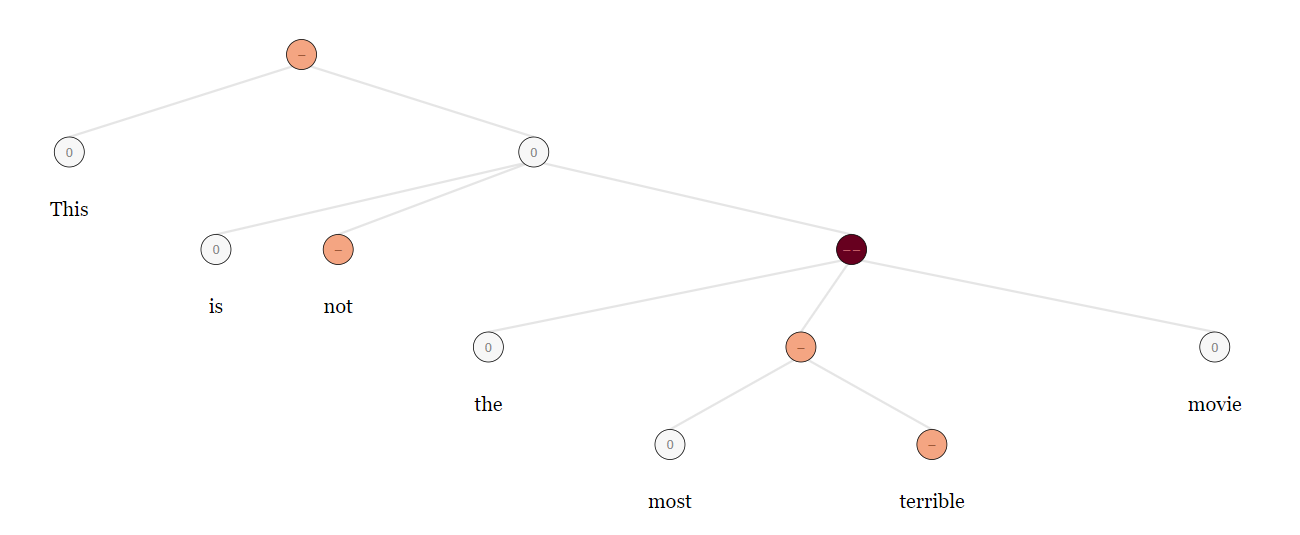 –
0
0
This
0
–
– –
is
not
0
–
0
the
movie
0
–
most
terrible